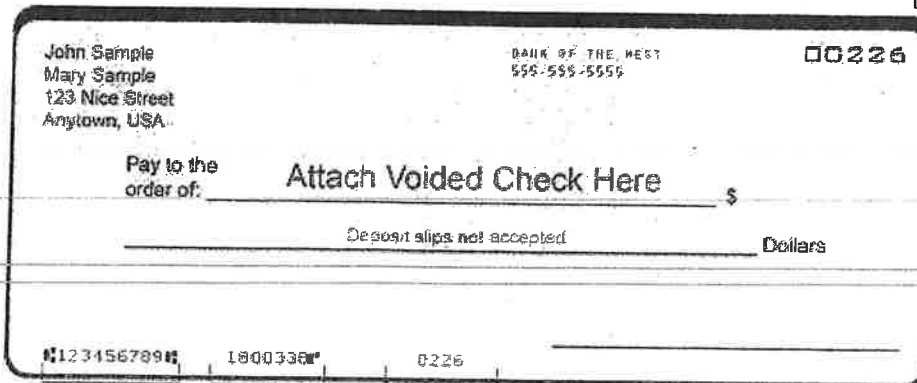 John Sample
Mary Sample
123 Nice Street
Anytown, USA
BANK OF THE WEST
555-555-5555
00226
Pay to the
order of: Attach Voided Check Here $
Deposit slips not accepted Dollars
⑆123456789⑆ 1800338⑈ 0226